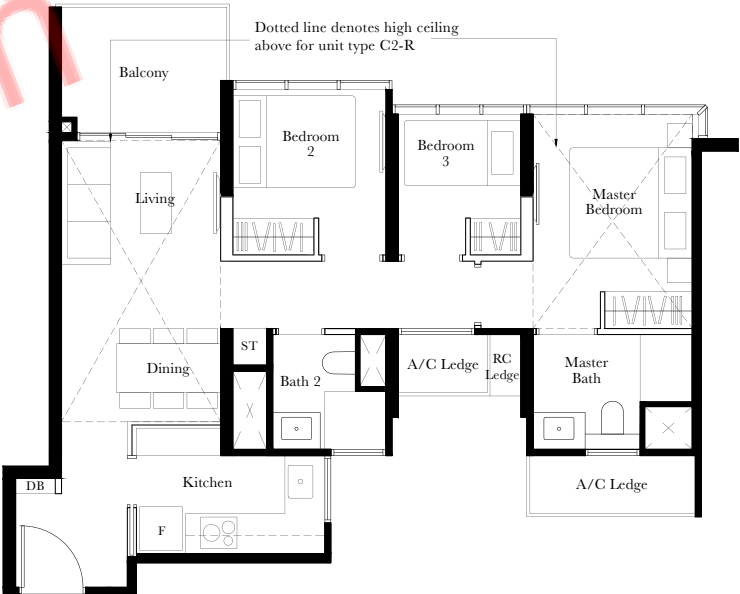 Dotted line denotes high ceiling
above for unit type C2-R
Balcony
Bedroom
2
Bedroom
3
Living
Master
Bedroom
ST
Dining
Bath 2
A/C Ledge
RC
Ledge
Master
Bath
Kitchen
DB
F
A/C Ledge